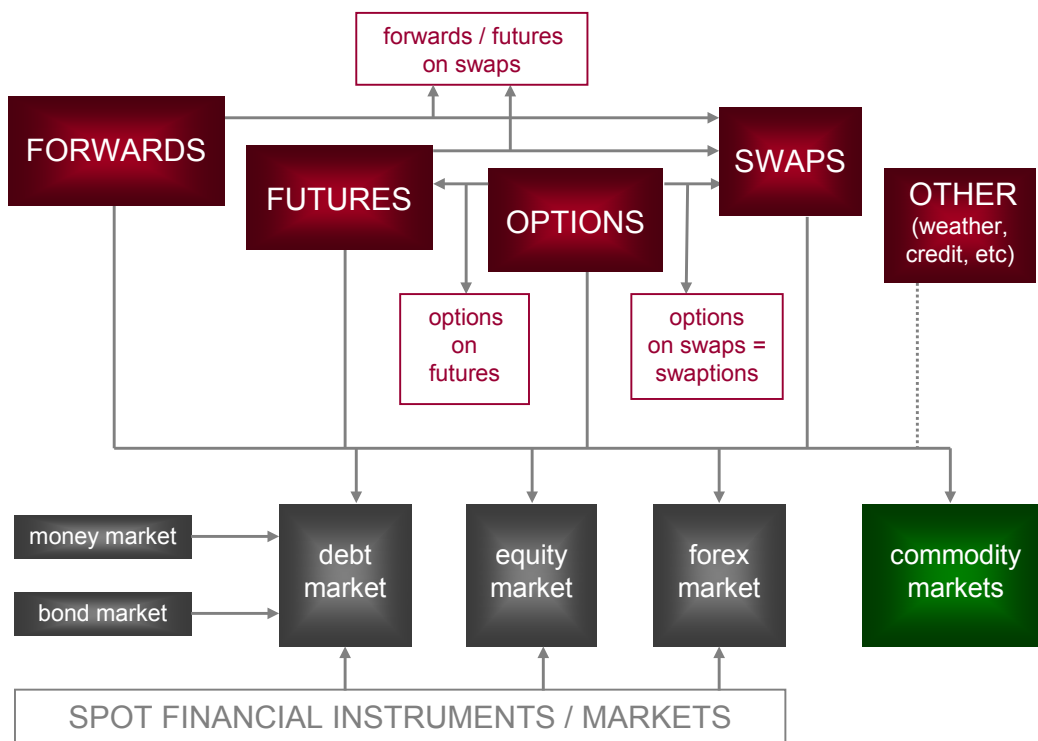 forwards / futures
on swaps
FORWARDS
FUTURES
OPTIONS
SWAPS
OTHER
(weather,
credit, etc)
options
on
futures
options
on swaps =
swaptions
money market
bond market
debt
market
equity
market
forex
market
commodity
markets
SPOT FINANCIAL INSTRUMENTS / MARKETS